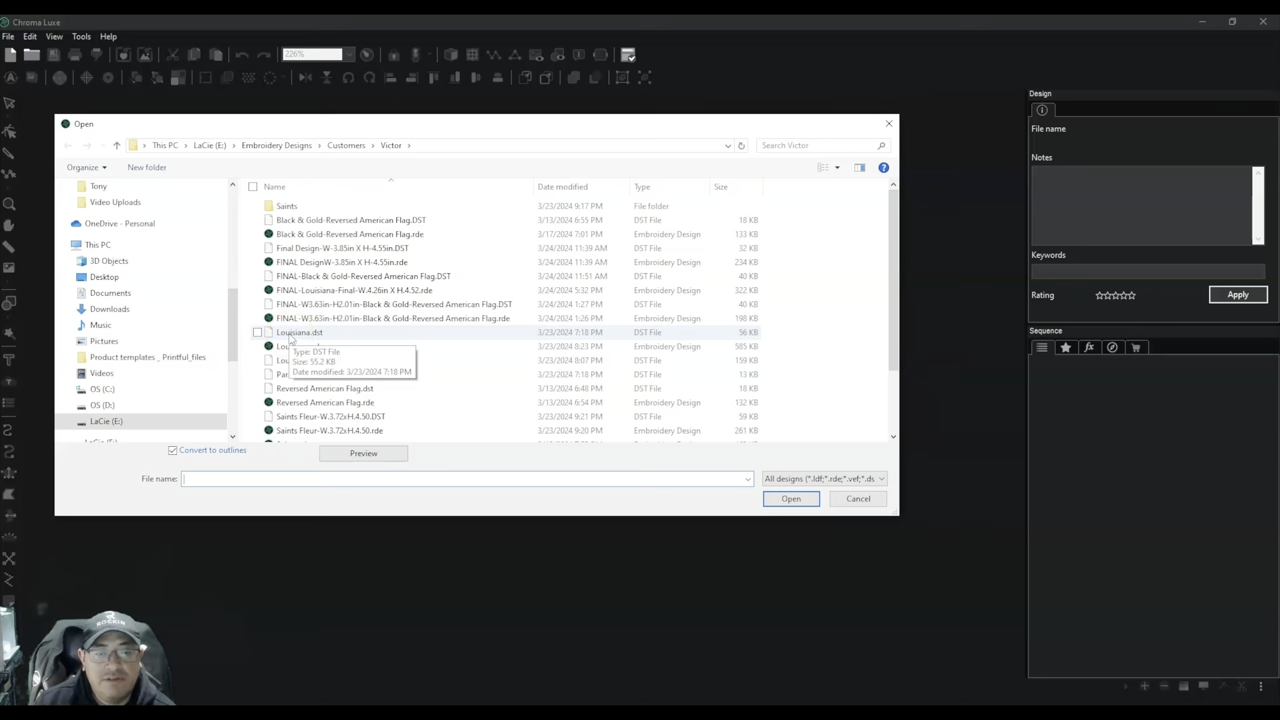 Chroma Luxe
File Edit View Tools Help
226%
Open
This PC > LaCie (E:) > Embroidery Designs > Customers > Victor >
Search Victor
Organize
New folder
Name
Date modified
Type
Size
Tony
Video Uploads
OneDrive - Personal
This PC
3D Objects
Desktop
Documents
Downloads
Music
Pictures
Product templates _ Printful_files
Videos
OS (C:)
OS (D:)
LaCie (E:)
Saints 3/23/2024 9:17 PM File folder
Black & Gold-Reversed American Flag.DST 3/13/2024 6:55 PM DST File 18 KB
Black & Gold-Reversed American Flag.rde 3/17/2024 7:01 PM Embroidery Design 133 KB
Final Design-W 3.85in X H-4.55in.DST 3/24/2024 11:39 AM DST File 32 KB
FINAL DesignW-3.85in X H-4.55in.rde 3/24/2024 11:39 AM Embroidery Design 234 KB
FINAL-Black & Gold-Reversed American Flag.DST 3/24/2024 11:51 AM DST File 40 KB
FINAL-Louisiana-Final-W.4.26in X H.4.52.rde 3/24/2024 5:32 PM Embroidery Design 322 KB
FINAL-W3.63in-H2.01in-Black & Gold-Reversed American Flag.DST 3/24/2024 1:27 PM DST File 40 KB
FINAL-W3.63in-H2.01in-Black & Gold-Reversed American Flag.rde 3/24/2024 1:26 PM Embroidery Design 198 KB
Louisiana.dst 3/23/2024 7:18 PM DST File 56 KB
3/23/2024 8:23 PM Embroidery Design 585 KB
3/23/2024 8:07 PM DST File 159 KB
3/23/2024 7:18 PM DST File 36 KB
Reversed American Flag.dst 3/13/2024 6:48 PM DST File 18 KB
Reversed American Flag.rde 3/13/2024 6:54 PM Embroidery Design 132 KB
Saints Fleur-W.3.72xH.4.50.DST 3/23/2024 9:21 PM DST File 59 KB
Saints Fleur-W.3.72xH.4.50.rde 3/23/2024 9:20 PM Embroidery Design 261 KB
Type: DST File
Size: 55.2 KB
Date modified: 3/23/2024 7:18 PM
Convert to outlines
Preview
File name:
All designs (*.ldf;*.rde;*.vef;*.ds
Open
Cancel
Design
File name
Notes
Keywords
Rating
Apply
Sequence
ROCKIN